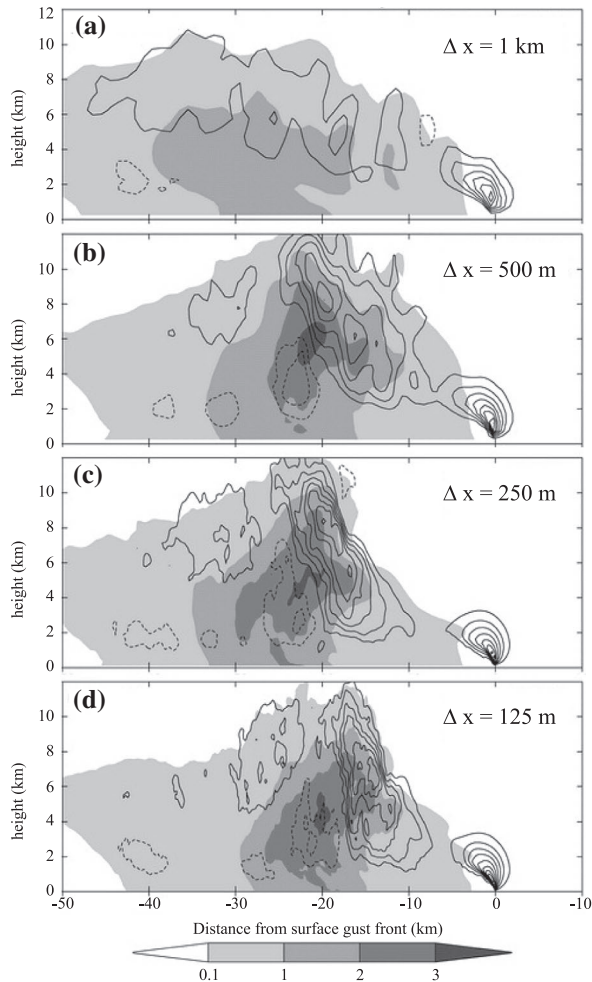 (a)
Δ x = 1 km
height (km)
12
10
8
6
4
2
0
(b)
Δ x = 500 m
height (km)
10
8
6
4
2
0
(c)
Δ x = 250 m
height (km)
10
8
6
4
2
0
(d)
Δ x = 125 m
height (km)
10
8
6
4
2
0
-50 -40 -30 -20 -10 0 -10
Distance from surface gust front (km)
0.1 1 2 3